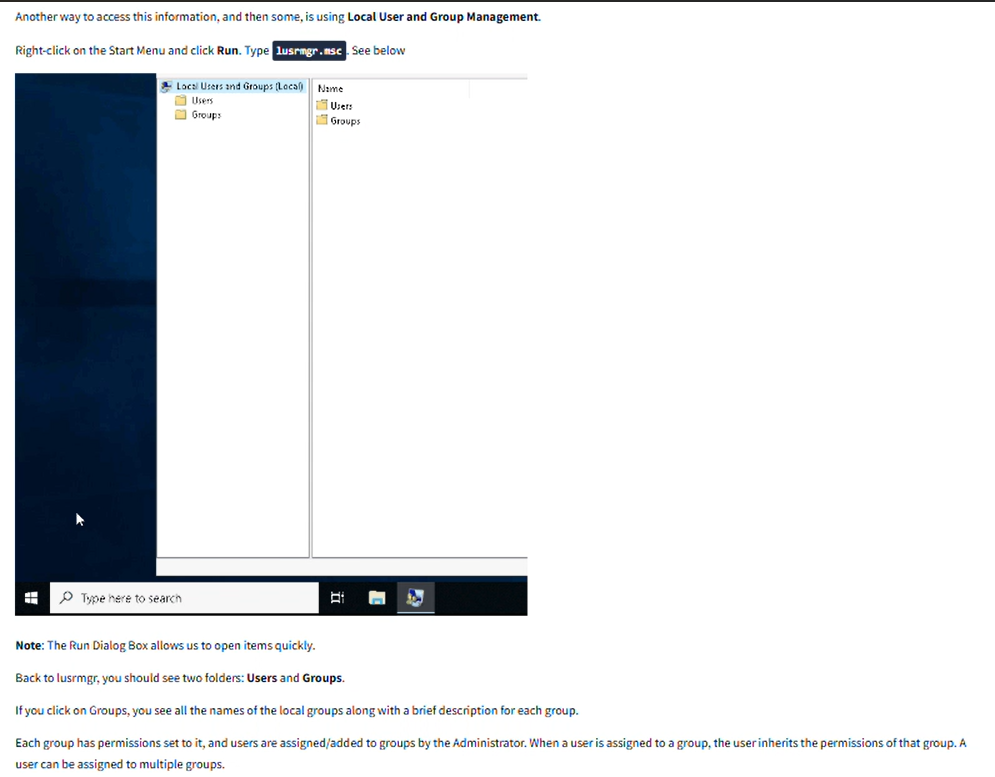 Another way to access this information, and then some, is using Local User and Group Management.
Right-click on the Start Menu and click Run. Type lusrmgr.msc. See below
Local Users and Groups (Local)
Users
Groups
Name
Users
Groups
Type here to search
Note: The Run Dialog Box allows us to open items quickly.
Back to lusrmgr, you should see two folders: Users and Groups.
If you click on Groups, you see all the names of the local groups along with a brief description for each group.
Each group has permissions set to it, and users are assigned/added to groups by the Administrator. When a user is assigned to a group, the user inherits the permissions of that group. A
user can be assigned to multiple groups.